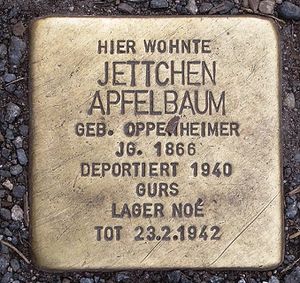 HIER WOHNTE
JETTCHEN
APFELBAUM
GEB. OPPENHEIMER
JG. 1866
DEPORTIERT 1940
GURS
LAGER NOÉ
TOT 23.2.1942